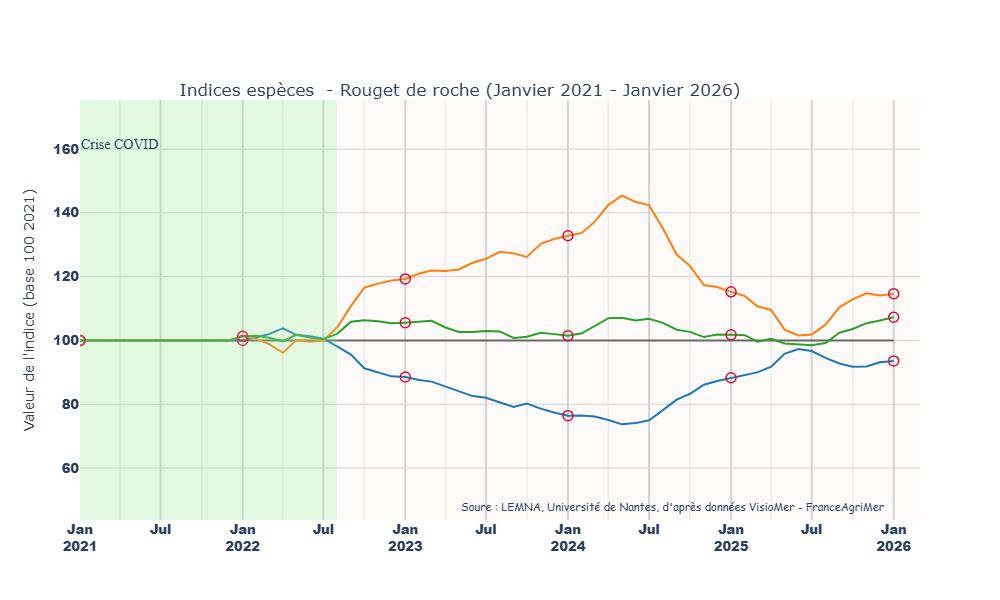 Indices espèces  - Rouget de roche (Janvier 2021 - Janvier 2026)
Valeur de l'indice (base 100 2021)
Crise COVID
160
140
120
100
80
60
Soure : LEMNA, Université de Nantes, d'après données VisioMer - FranceAgriMer
Jan Jul Jan Jul Jan Jul Jan Jul Jan Jul Jan
2021 2022 2023 2024 2025 2026